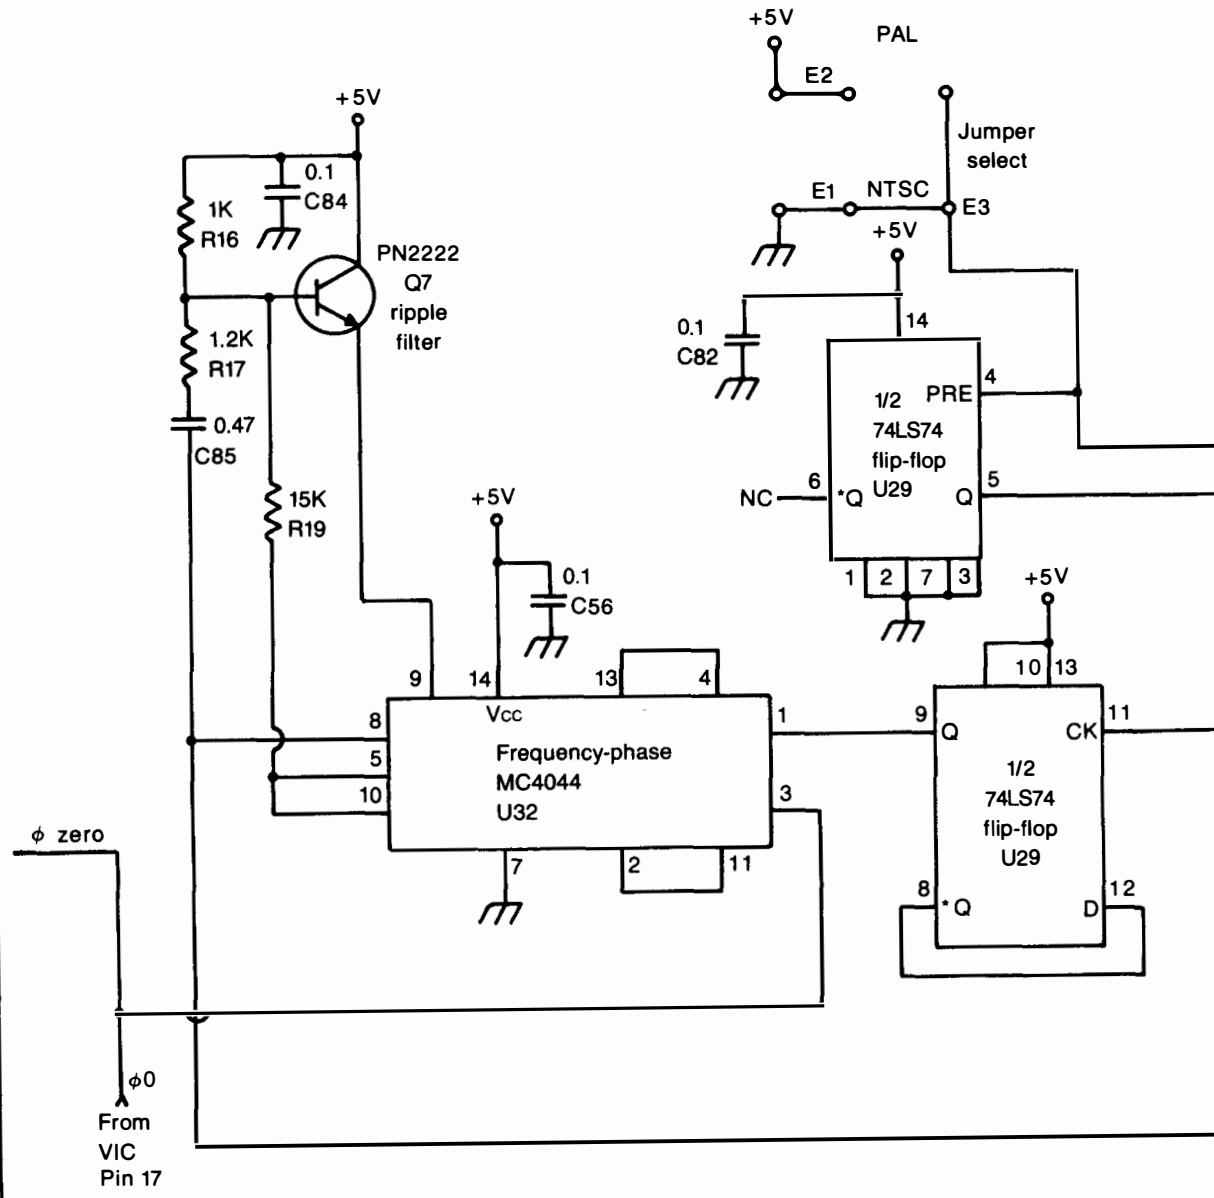 +5V
PAL
E2
+5V
Jumper
select
0.1
C84
E1
NTSC
E3
1K
R16
+5V
PN2222
Q7
ripple
filter
14
0.1
C82
1.2K
R17
4
PRE
1/2
74LS74
flip-flop
U29
0.47
C85
6
NC
*Q
Q
5
15K
R19
+5V
1
2
7
3
0.1
C56
+5V
9
14
13
4
10
13
Vcc
8
1
9
Q
CK
11
5
Frequency-phase
MC4044
U32
10
3
1/2
74LS74
flip-flop
U29
ϕ zero
7
2
11
8
*Q
D
12
ϕ0
From
VIC
Pin 17